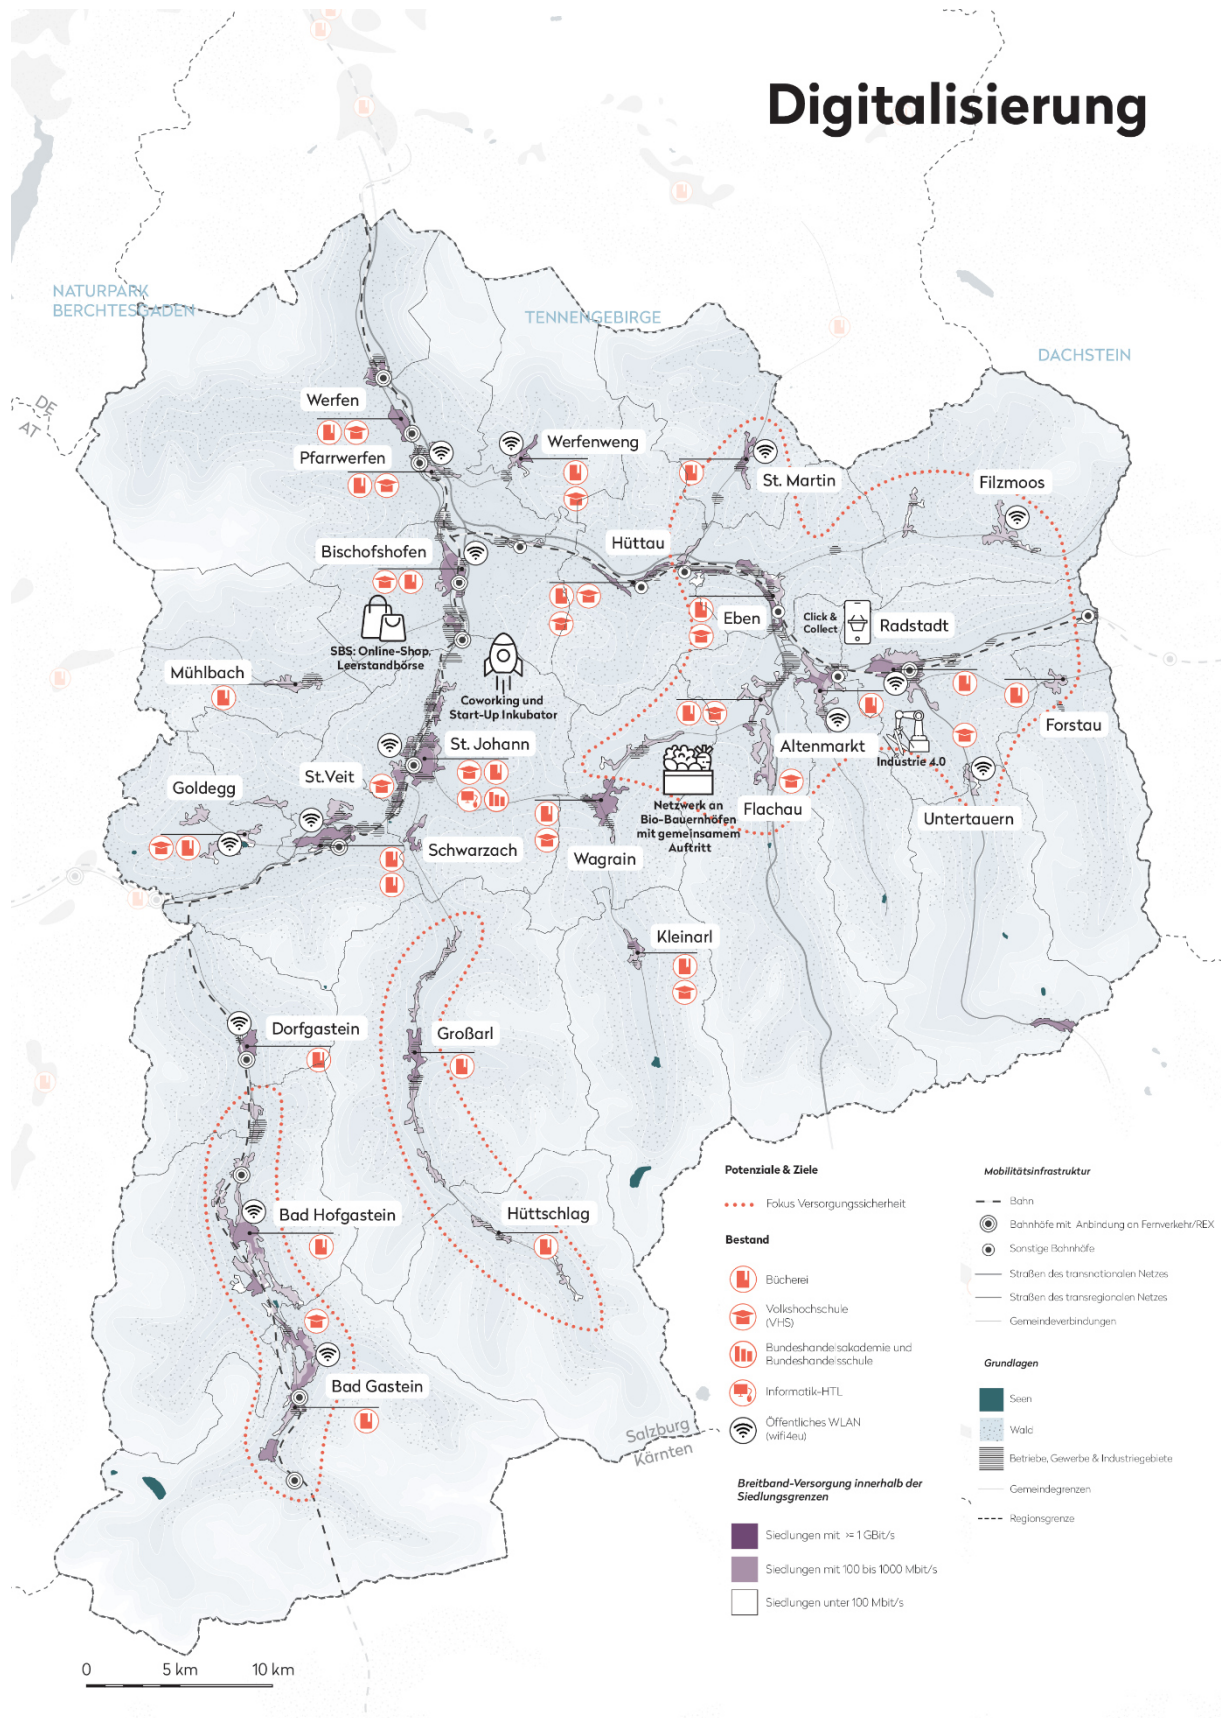 Digitalisierung
NATURPARK
BERCHTESGADEN
TENNENGEBIRGE
DACHSTEIN
DE
AT
Werfen
Pfarrwerfen
Werfenweng
St. Martin
Filzmoos
Bischofshofen
Hüttau
Eben
Click &
Collect
Radstadt
SBS: Online-Shop,
Leerstandbörse
Mühlbach
Coworking und
Start-Up Inkubator
Forstau
St. Johann
Altenmarkt
Industrie 4.0
St.Veit
Goldegg
Netzwerk an
Bio-Bauernhöfen
mit gemeinsamem
Auftritt
Flachau
Untertauern
Schwarzach
Wagrain
Kleinarl
Dorfgastein
Großarl
Bad Hofgastein
Hüttschlag
Bad Gastein
Salzburg
Kärnten
Potenziale & Ziele
Fokus Versorgungssicherheit
Bestand
Bücherei
Volkshochschule
(VHS)
Bundeshandelsakademie und
Bundeshandelsschule
Informatik-HTL
Öffentliches WLAN
(wifi4eu)
Breitband-Versorgung innerhalb der
Siedlungsgrenzen
Siedlungen mit >= 1 GBit/s
Siedlungen mit 100 bis 1000 Mbit/s
Siedlungen unter 100 Mbit/s
Mobilitätsinfrastruktur
Bahn
Bahnhöfe mit Anbindung an Fernverkehr/REX
Sonstige Bahnhöfe
Straßen des transnationalen Netzes
Straßen des transregionalen Netzes
Gemeindeverbindungen
Grundlagen
Seen
Wald
Betriebe, Gewerbe & Industriegebiete
Gemeindegrenzen
Regionsgrenze
0 5 km 10 km